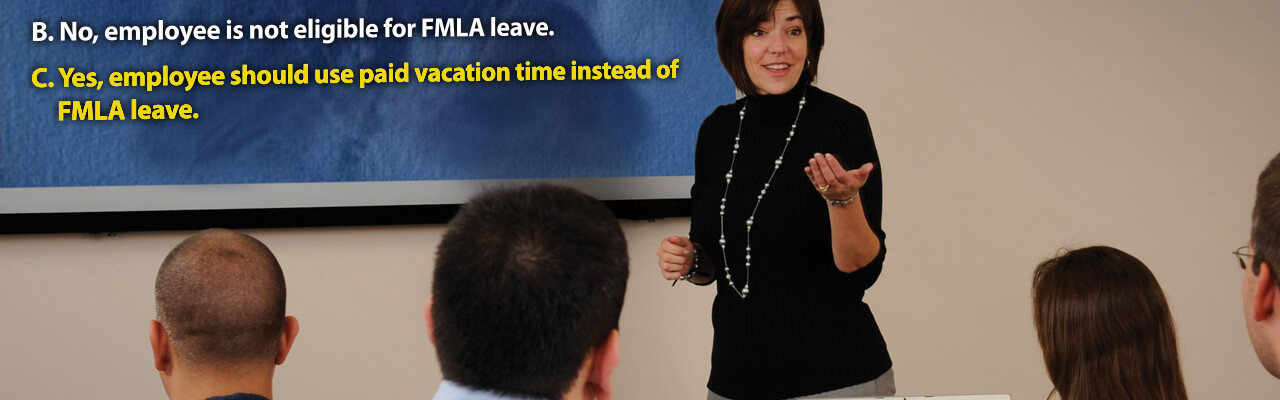 B. No, employee is not eligible for FMLA leave.
C. Yes, employee should use paid vacation time instead of
FMLA leave.